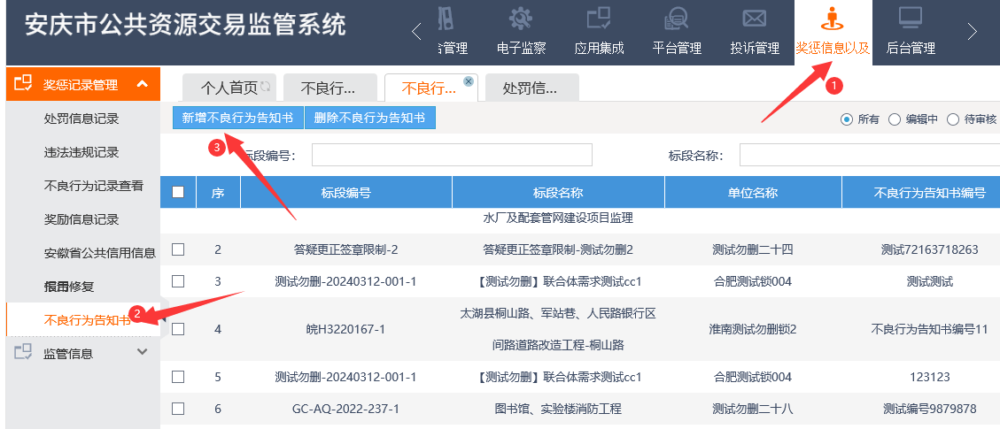 安庆市公共资源交易监管系统
管理
电子监察
应用集成
平台管理
投诉管理
奖惩信息以及
后台管理
1
奖惩记录管理
处罚信息记录
违法违规记录
不良行为记录查看
奖励信息记录
安徽省公共信用信息
信用修复
不良行为告知书
2
监管信息
个人首页
不良行...
不良行...
处罚信...
新增不良行为告知书
删除不良行为告知书
所有
编辑中
待审核
3
标段编号：
标段名称：
序
标段编号
标段名称
单位名称
不良行为告知书编号
水厂及配套管网建设项目监理
2
答疑更正签章限制-2
答疑更正签章限制-测试勿删2
测试勿删二十四
测试72163718263
3
测试勿删-20240312-001-1
【测试勿删】联合体需求测试cc1
合肥测试锁004
测试测试
4
皖H3220167-1
太湖县桐山路、军站巷、人民路银行区
间路道路改造工程-桐山路
淮南测试勿删锁2
不良行为告知书编号11
5
测试勿删-20240312-001-1
【测试勿删】联合体需求测试cc1
合肥测试锁004
123123
6
GC-AQ-2022-237-1
图书馆、实验楼消防工程
测试勿删二十八
测试编号9879878